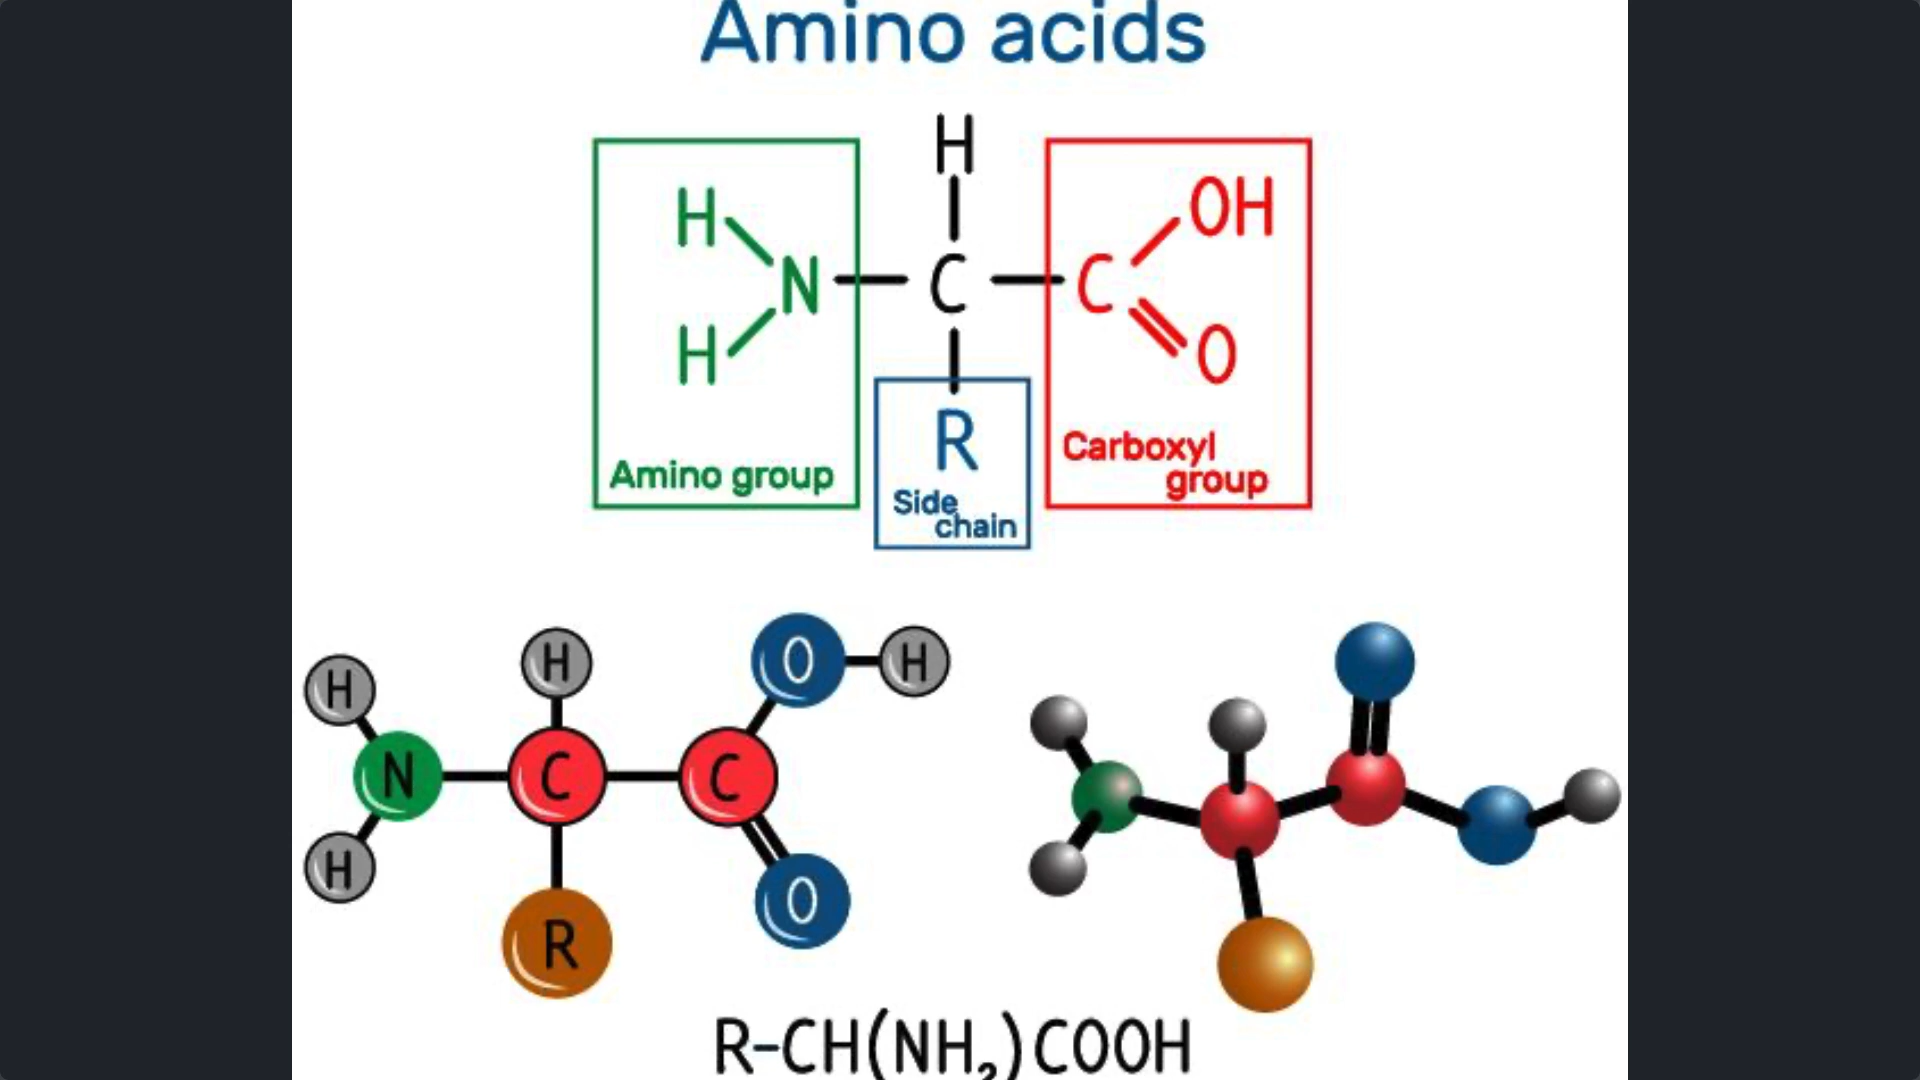 Amino acids
H
H
OH
N
C
C
H
O
R
Amino group
Carboxyl
group
Side
chain
H
O
H
H
N
C
C
H
O
R
R-CH(NH₂)COOH